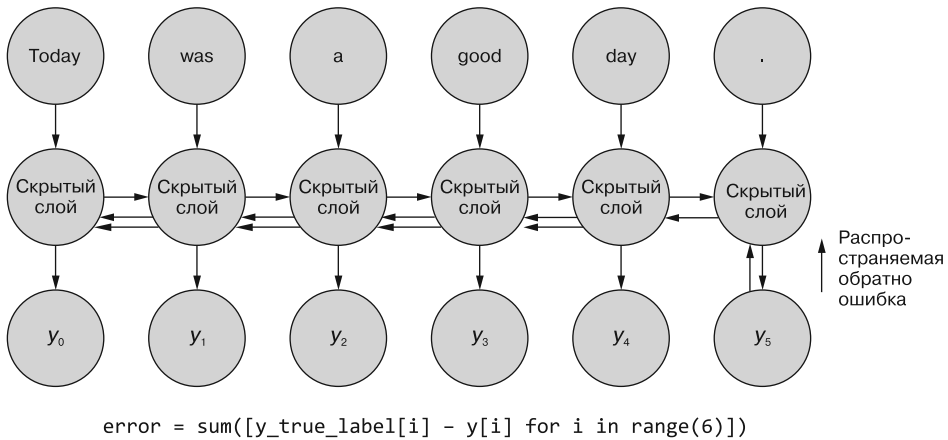 Today was a good day .
Скрытый слой Скрытый слой Скрытый слой Скрытый слой Скрытый слой Скрытый слой
Распро-
страняемая
обратно
ошибка
y₀ y₁ y₂ y₃ y₄ y₅
error = sum([y_true_label[i] – y[i] for i in range(6)])